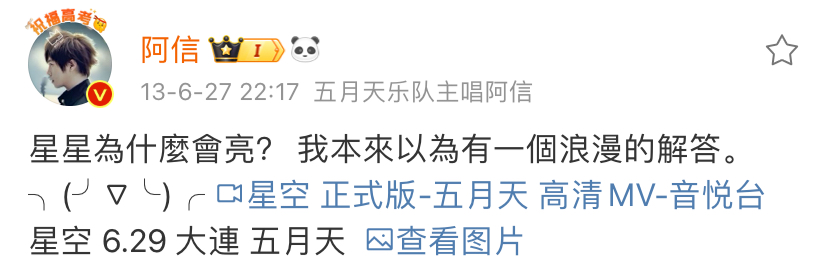 祝福高考
阿信 I
13-6-27 22:17 五月天乐队主唱阿信
星星為什麼會亮? 我本來以為有一個浪漫的解答。
╮(╯▽╰)╭ 星空 正式版-五月天 高清MV-音悦台
星空 6.29 大連 五月天 查看图片